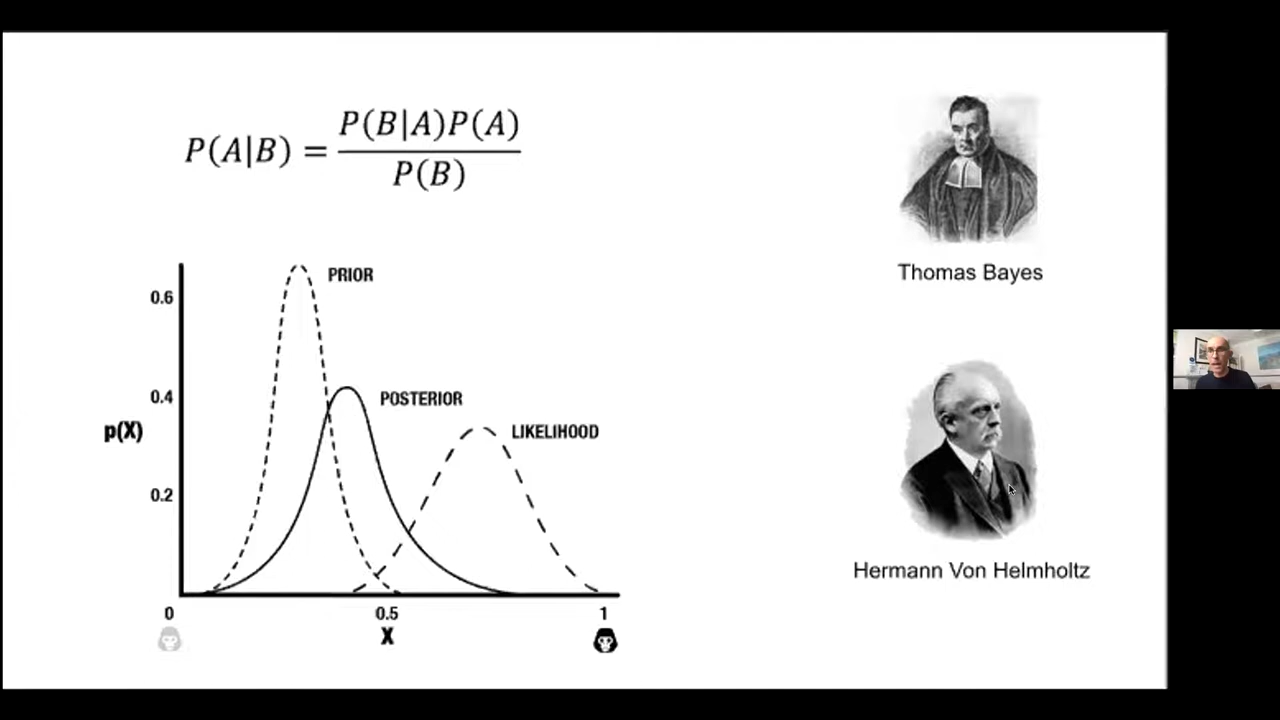 P(A|B) = P(B|A)P(A) / P(B)
Thomas Bayes
PRIOR
0.6
0.4
POSTERIOR
p(X)
LIKELIHOOD
0.2
0
0.5
1
X
Hermann Von Helmholtz